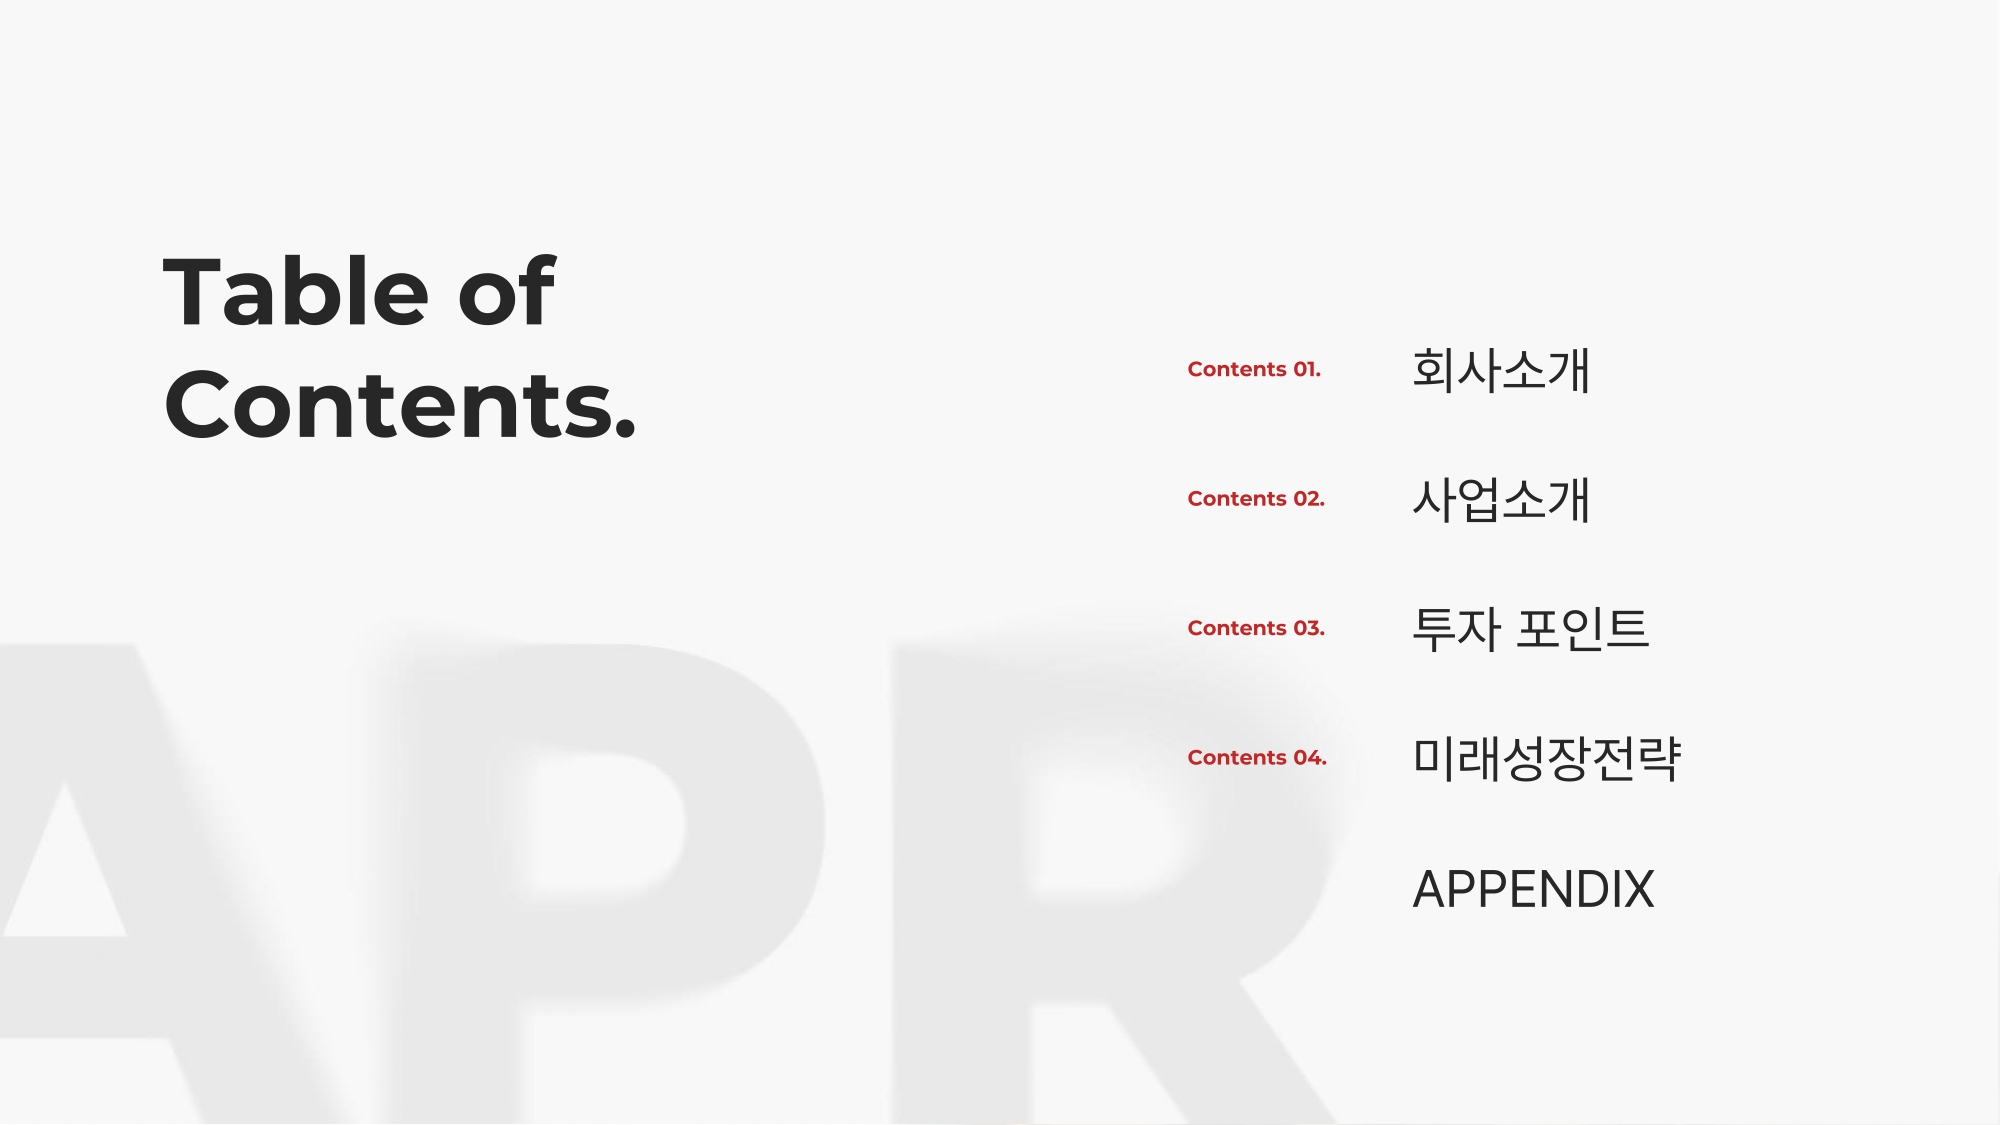 Table of
Contents.
Contents 01. 회사소개
Contents 02. 사업소개
Contents 03. 투자 포인트
Contents 04. 미래성장전략
APPENDIX
APR